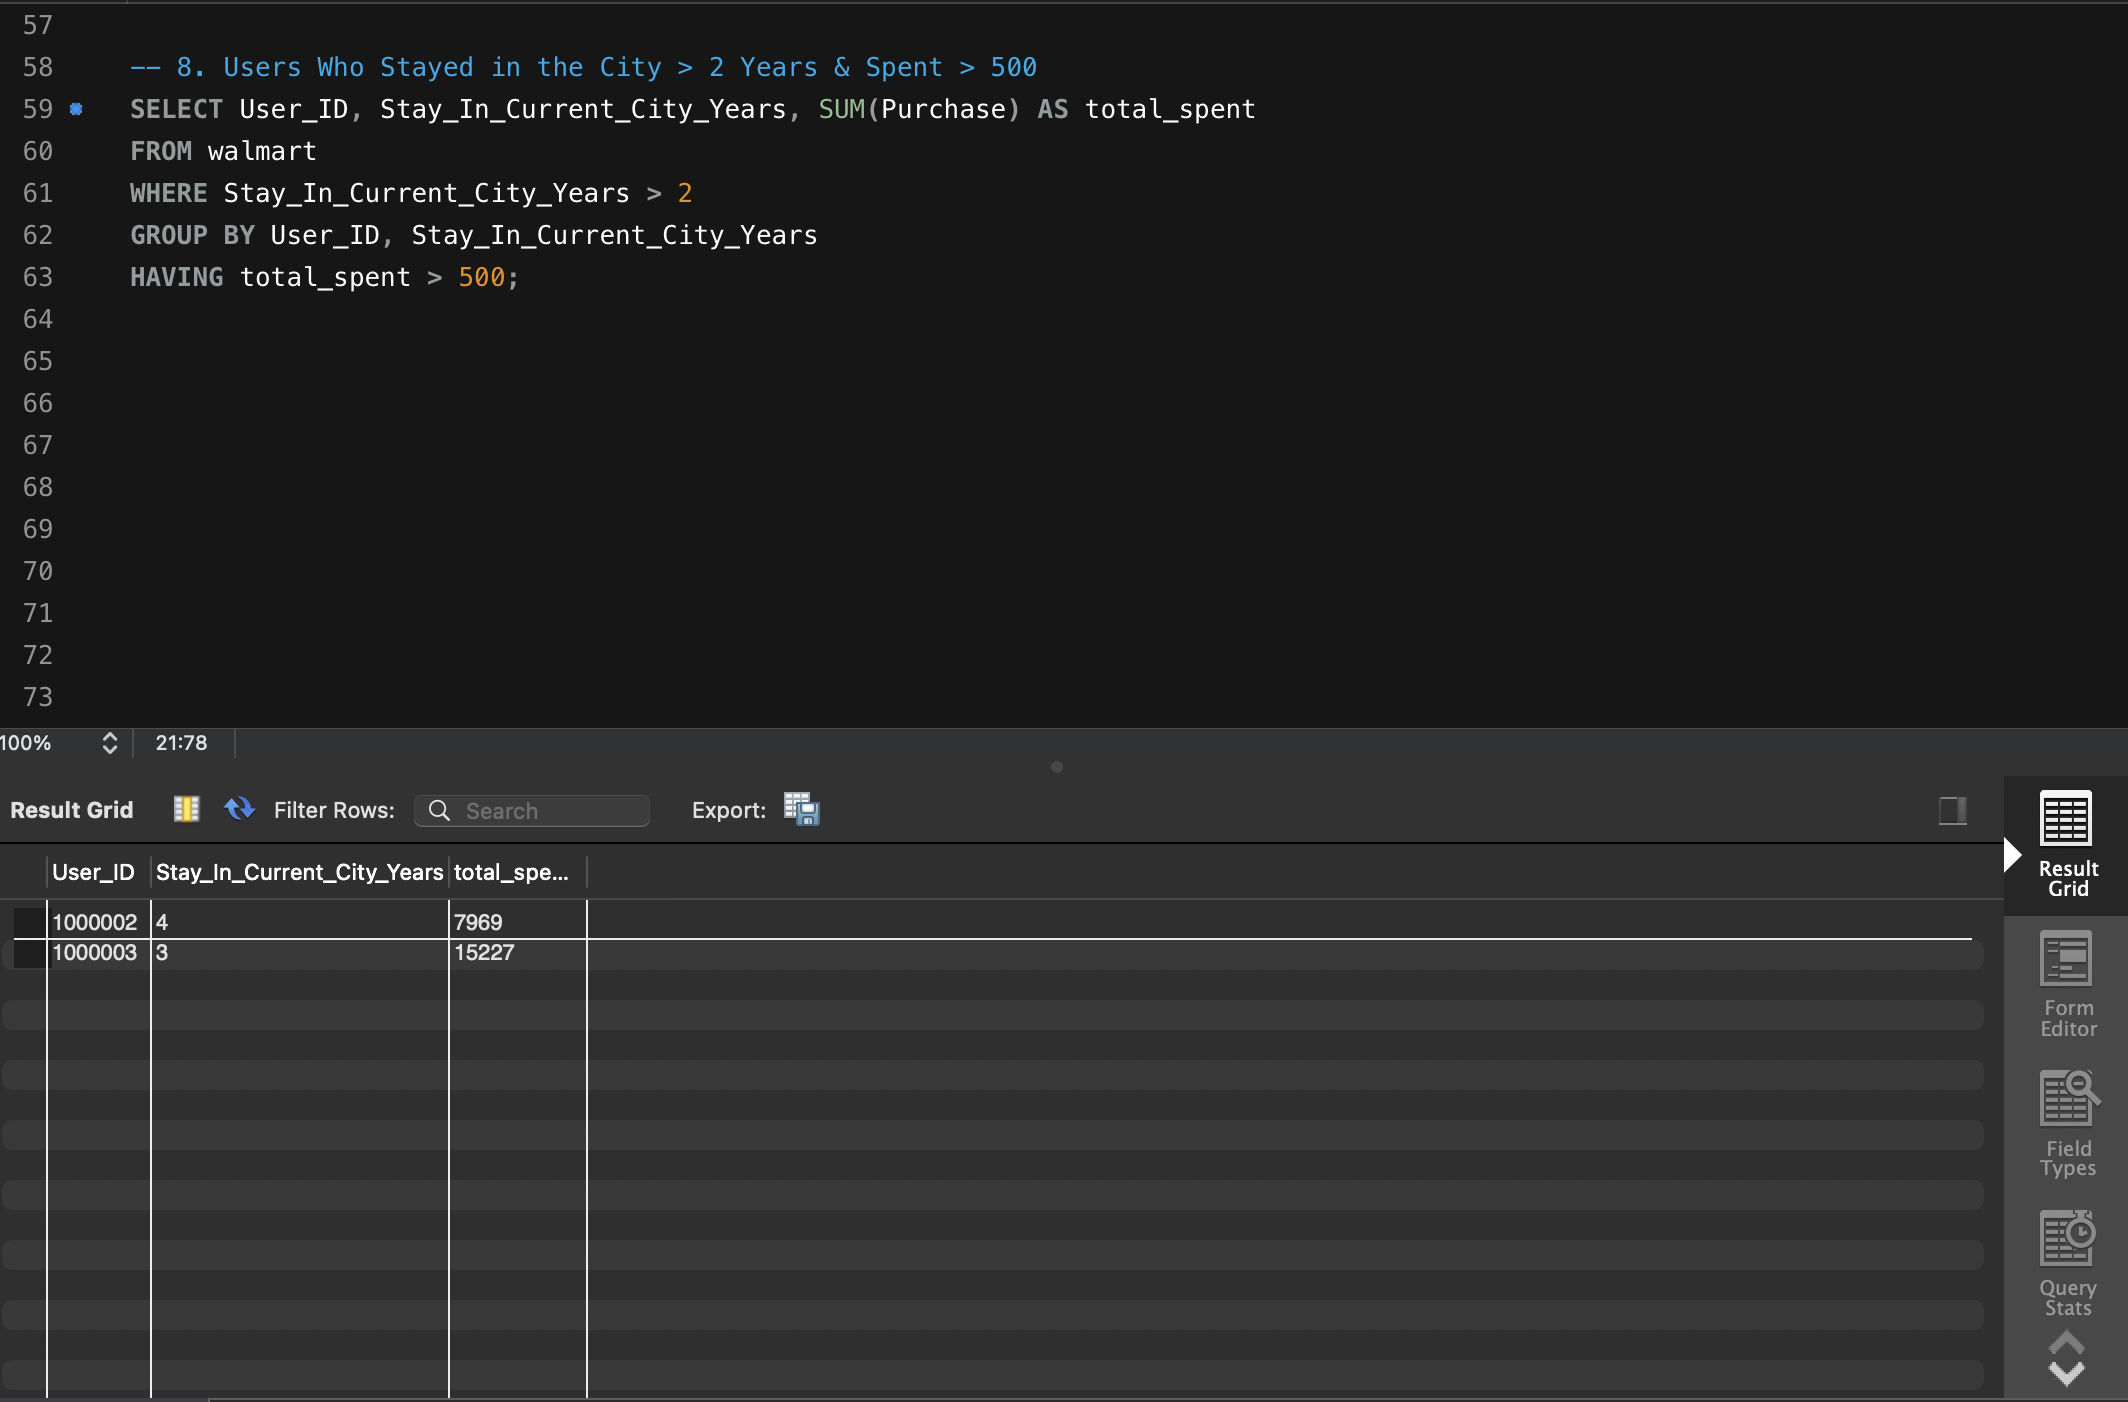 57
58 -- 8. Users Who Stayed in the City > 2 Years & Spent > 500
59 SELECT User_ID, Stay_In_Current_City_Years, SUM(Purchase) AS total_spent
60 FROM walmart
61 WHERE Stay_In_Current_City_Years > 2
62 GROUP BY User_ID, Stay_In_Current_City_Years
63 HAVING total_spent > 500;
64
65
66
67
68
69
70
71
72
73
100% 21:78
Result Grid Filter Rows: Search Export:
User_ID Stay_In_Current_City_Years total_spe...
1000002 4 7969
1000003 3 15227
Result
Grid
Form
Editor
Field
Types
Query
Stats